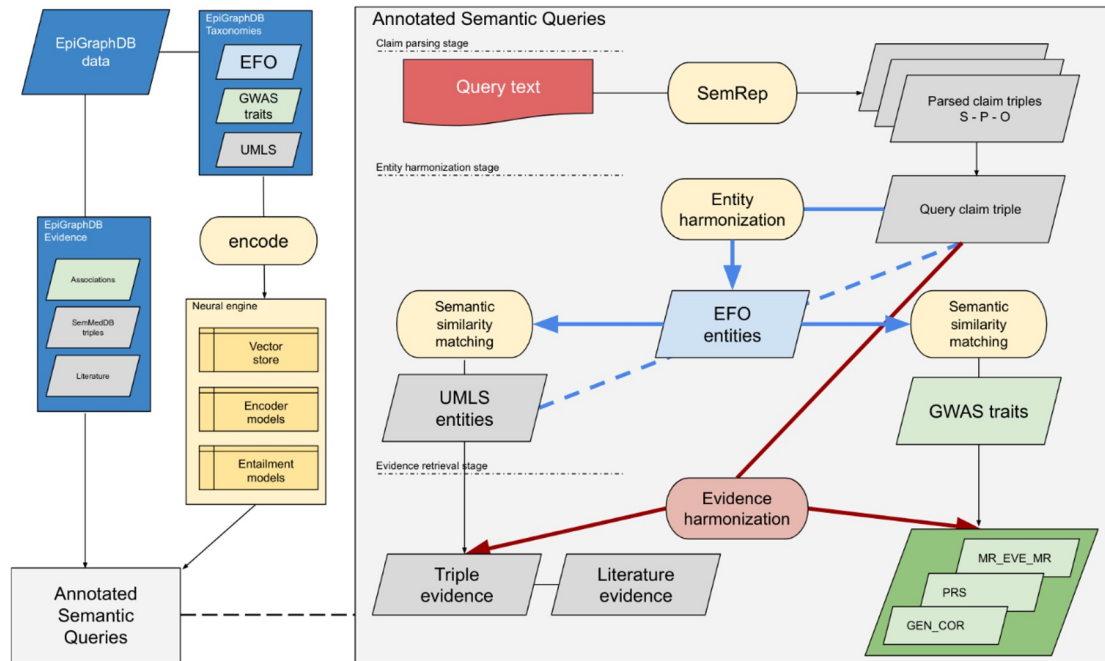 EpiGraphDB
data
EpiGraphDB
Taxonomies
EFO
GWAS
traits
UMLS
EpiGraphDB
Evidence
Associations
SemMedDB
triples
Literature
encode
Neural engine
Vector
store
Encoder
models
Entailment
models
Annotated
Semantic
Queries
Annotated Semantic Queries
Claim parsing stage
Query text
SemRep
Parsed claim triples
S - P - O
Entity harmonization stage
Entity
harmonization
Query claim triple
Semantic
similarity
matching
EFO
entities
Semantic
similarity
matching
UMLS
entities
GWAS traits
Evidence retrieval stage
Evidence
harmonization
Triple
evidence
Literature
evidence
MR_EVE_MR
PRS
GEN_COR